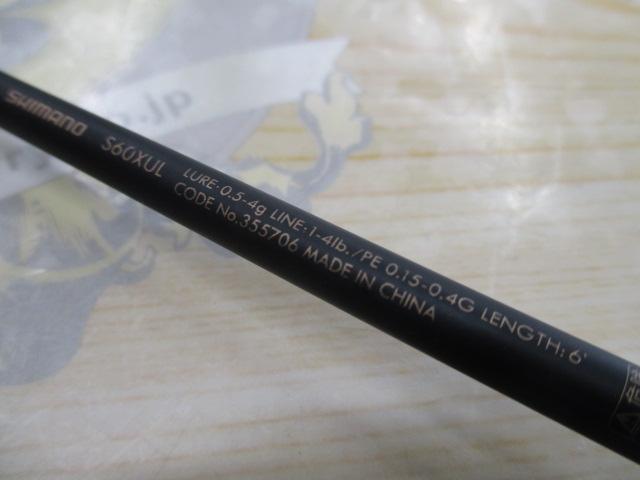 SHIMANO S60XUL LURE:0.5-4g LINE:1-4lb./PE 0.15-0.4G LENGTH:6'
CODE No.355706 MADE IN CHINA
.jp